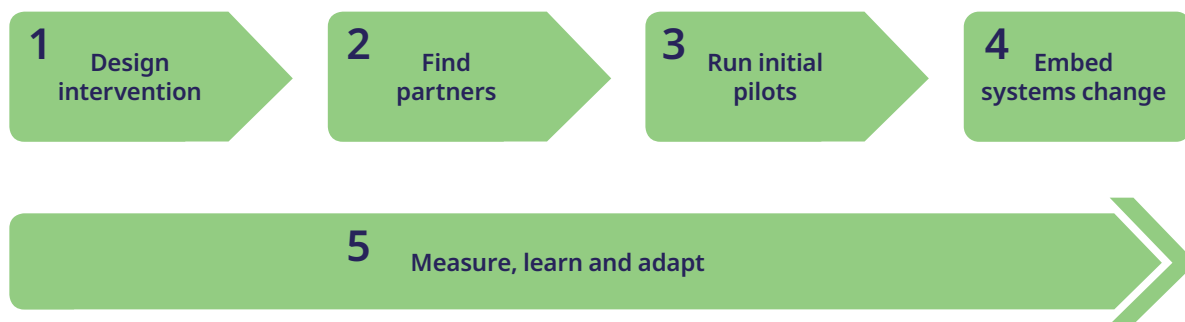 1
Design
intervention
2
Find
partners
3
Run initial
pilots
4
Embed
systems change
5
Measure, learn and adapt